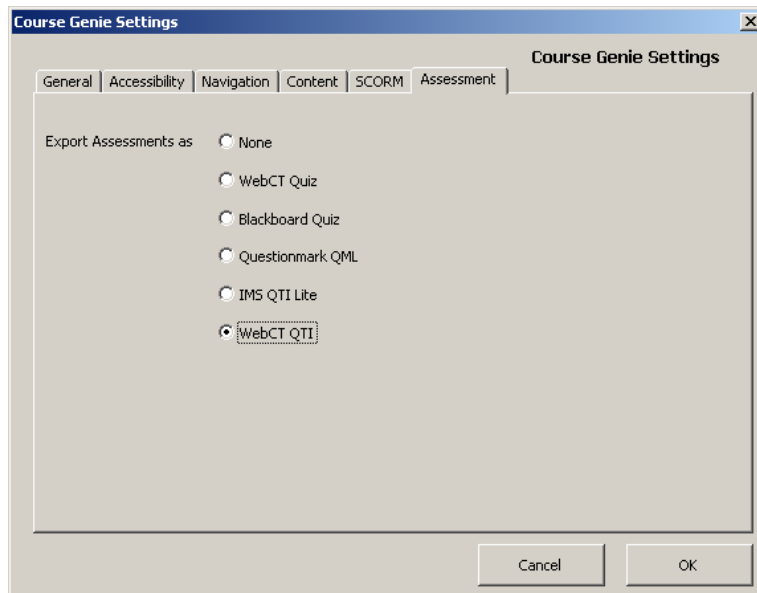 Course Genie Settings
Course Genie Settings
General Accessibility Navigation Content SCORM Assessment
Export Assessments as None
WebCT Quiz
Blackboard Quiz
Questionmark QML
IMS QTI Lite
WebCT QTI
Cancel OK